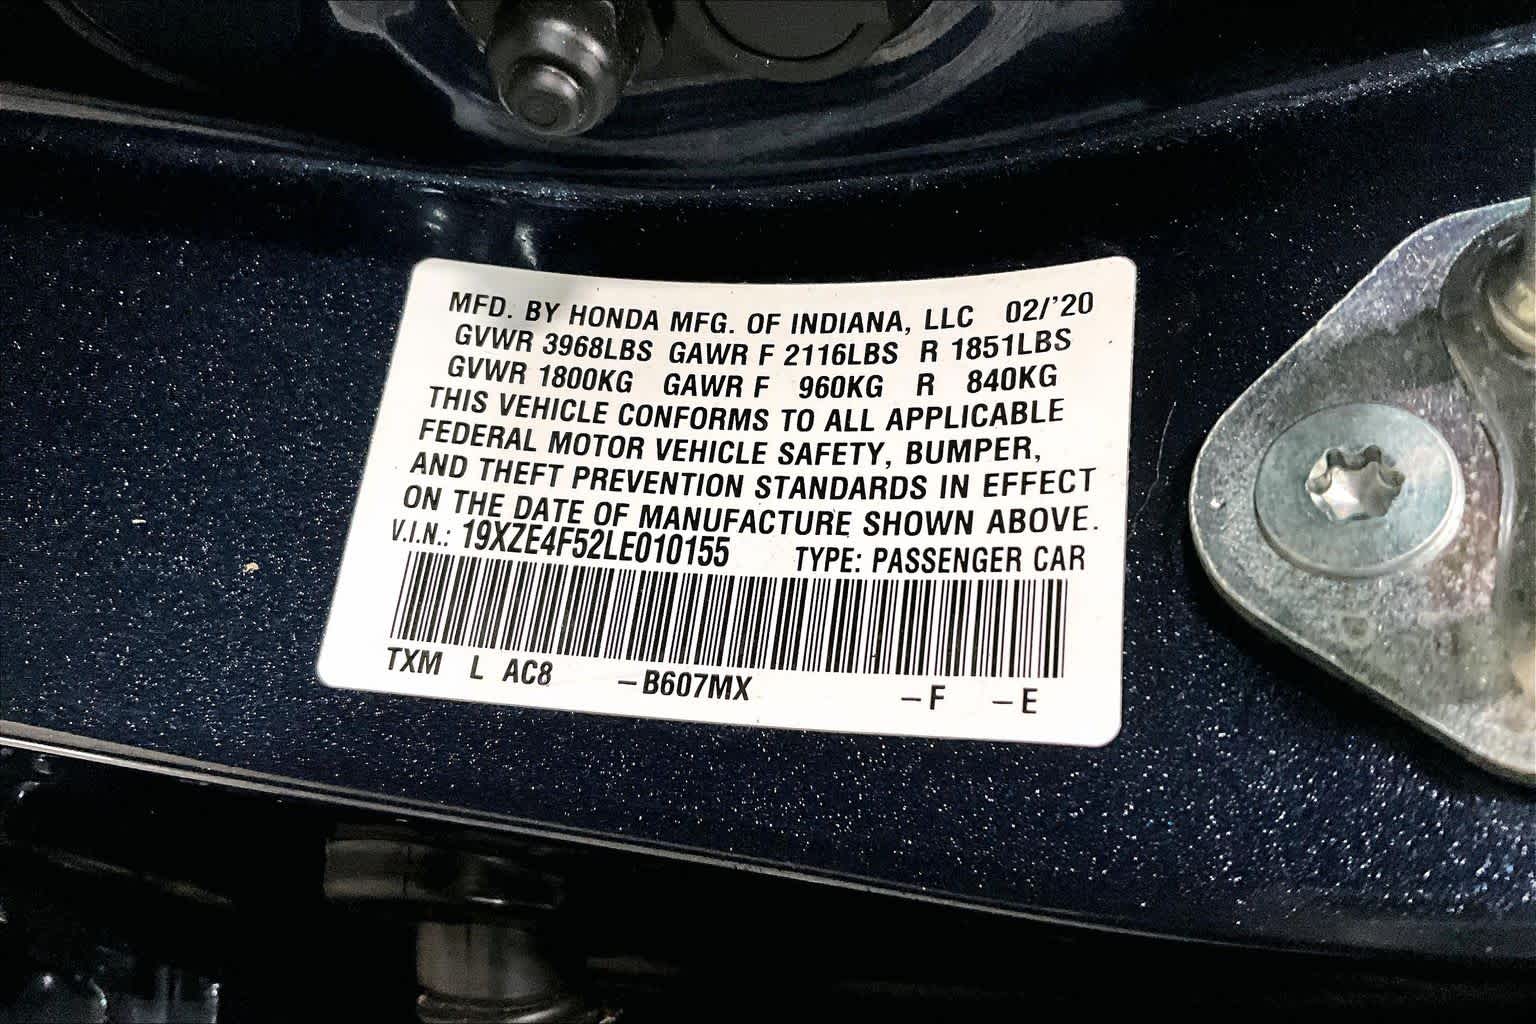 MFD. BY HONDA MFG. OF INDIANA, LLC 02/'20
GVWR 3968LBS GAWR F 2116LBS R 1851LBS
GVWR 1800KG GAWR F 960KG R 840KG
THIS VEHICLE CONFORMS TO ALL APPLICABLE
FEDERAL MOTOR VEHICLE SAFETY, BUMPER,
AND THEFT PREVENTION STANDARDS IN EFFECT
ON THE DATE OF MANUFACTURE SHOWN ABOVE.
V.I.N.: 19XZE4F52LE010155 TYPE: PASSENGER CAR
TXM L AC8 –B607MX –F –E